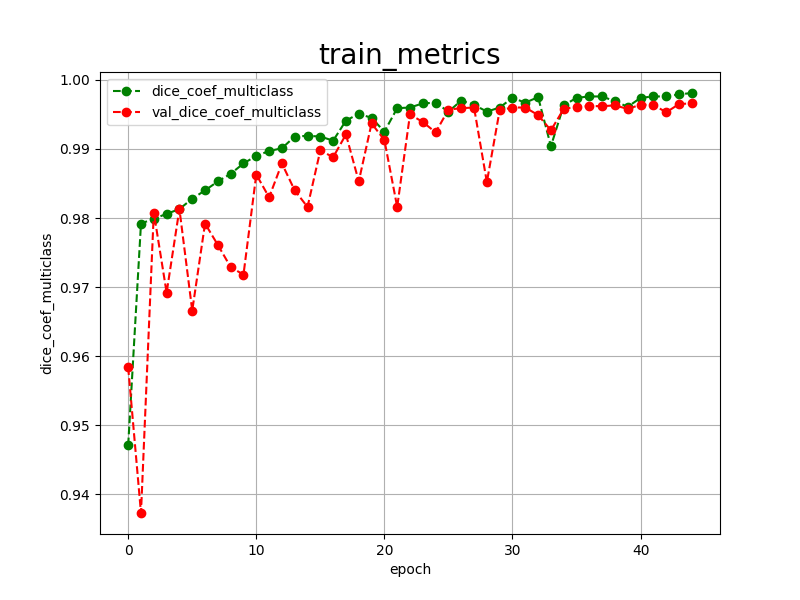 train_metrics
dice_coef_multiclass
val_dice_coef_multiclass
1.00
0.99
0.98
0.97
0.96
0.95
0.94
dice_coef_multiclass
0 10 20 30 40
epoch